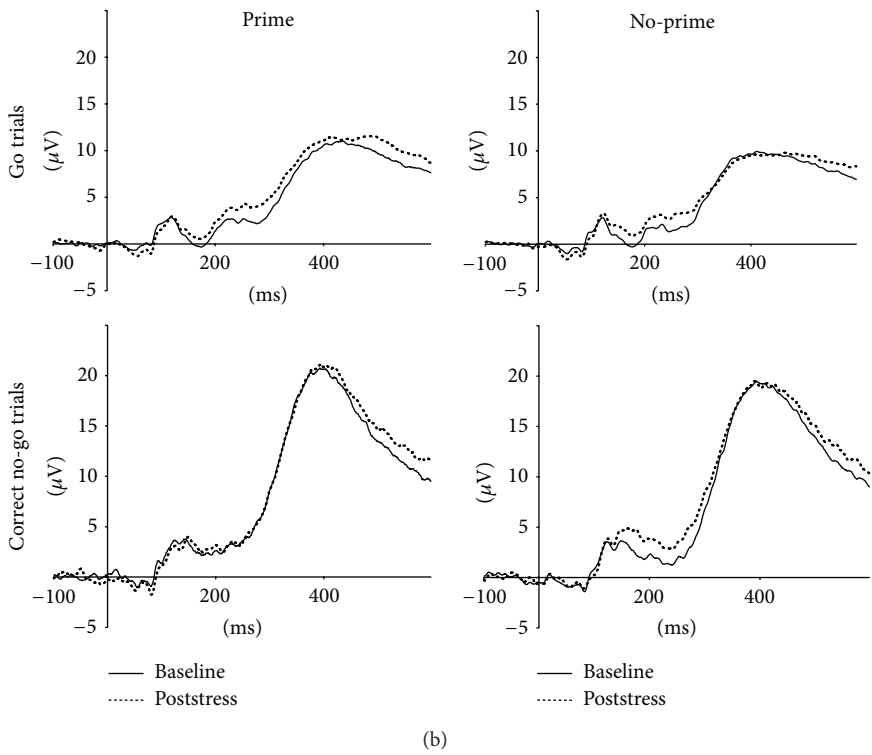 Prime
No-prime
Go trials
(μV)
20
15
10
5
−5
−100
200
400
(ms)
(μV)
20
15
10
5
−5
−100
200
400
(ms)
Correct no-go trials
(μV)
20
15
10
5
−5
−100
200
400
(ms)
(μV)
20
15
10
5
−5
−100
200
400
(ms)
Baseline
Poststress
Baseline
Poststress
(b)